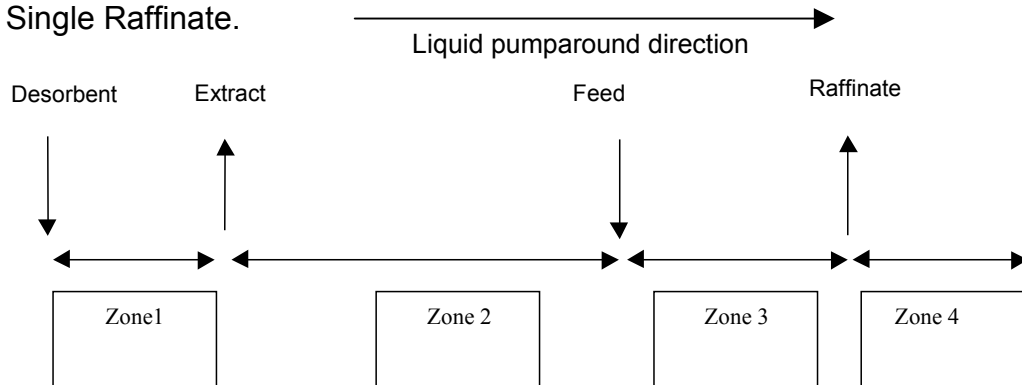 Single Raffinate.
Liquid pumparound direction
Desorbent Extract Feed Raffinate
Zone1 Zone 2 Zone 3 Zone 4